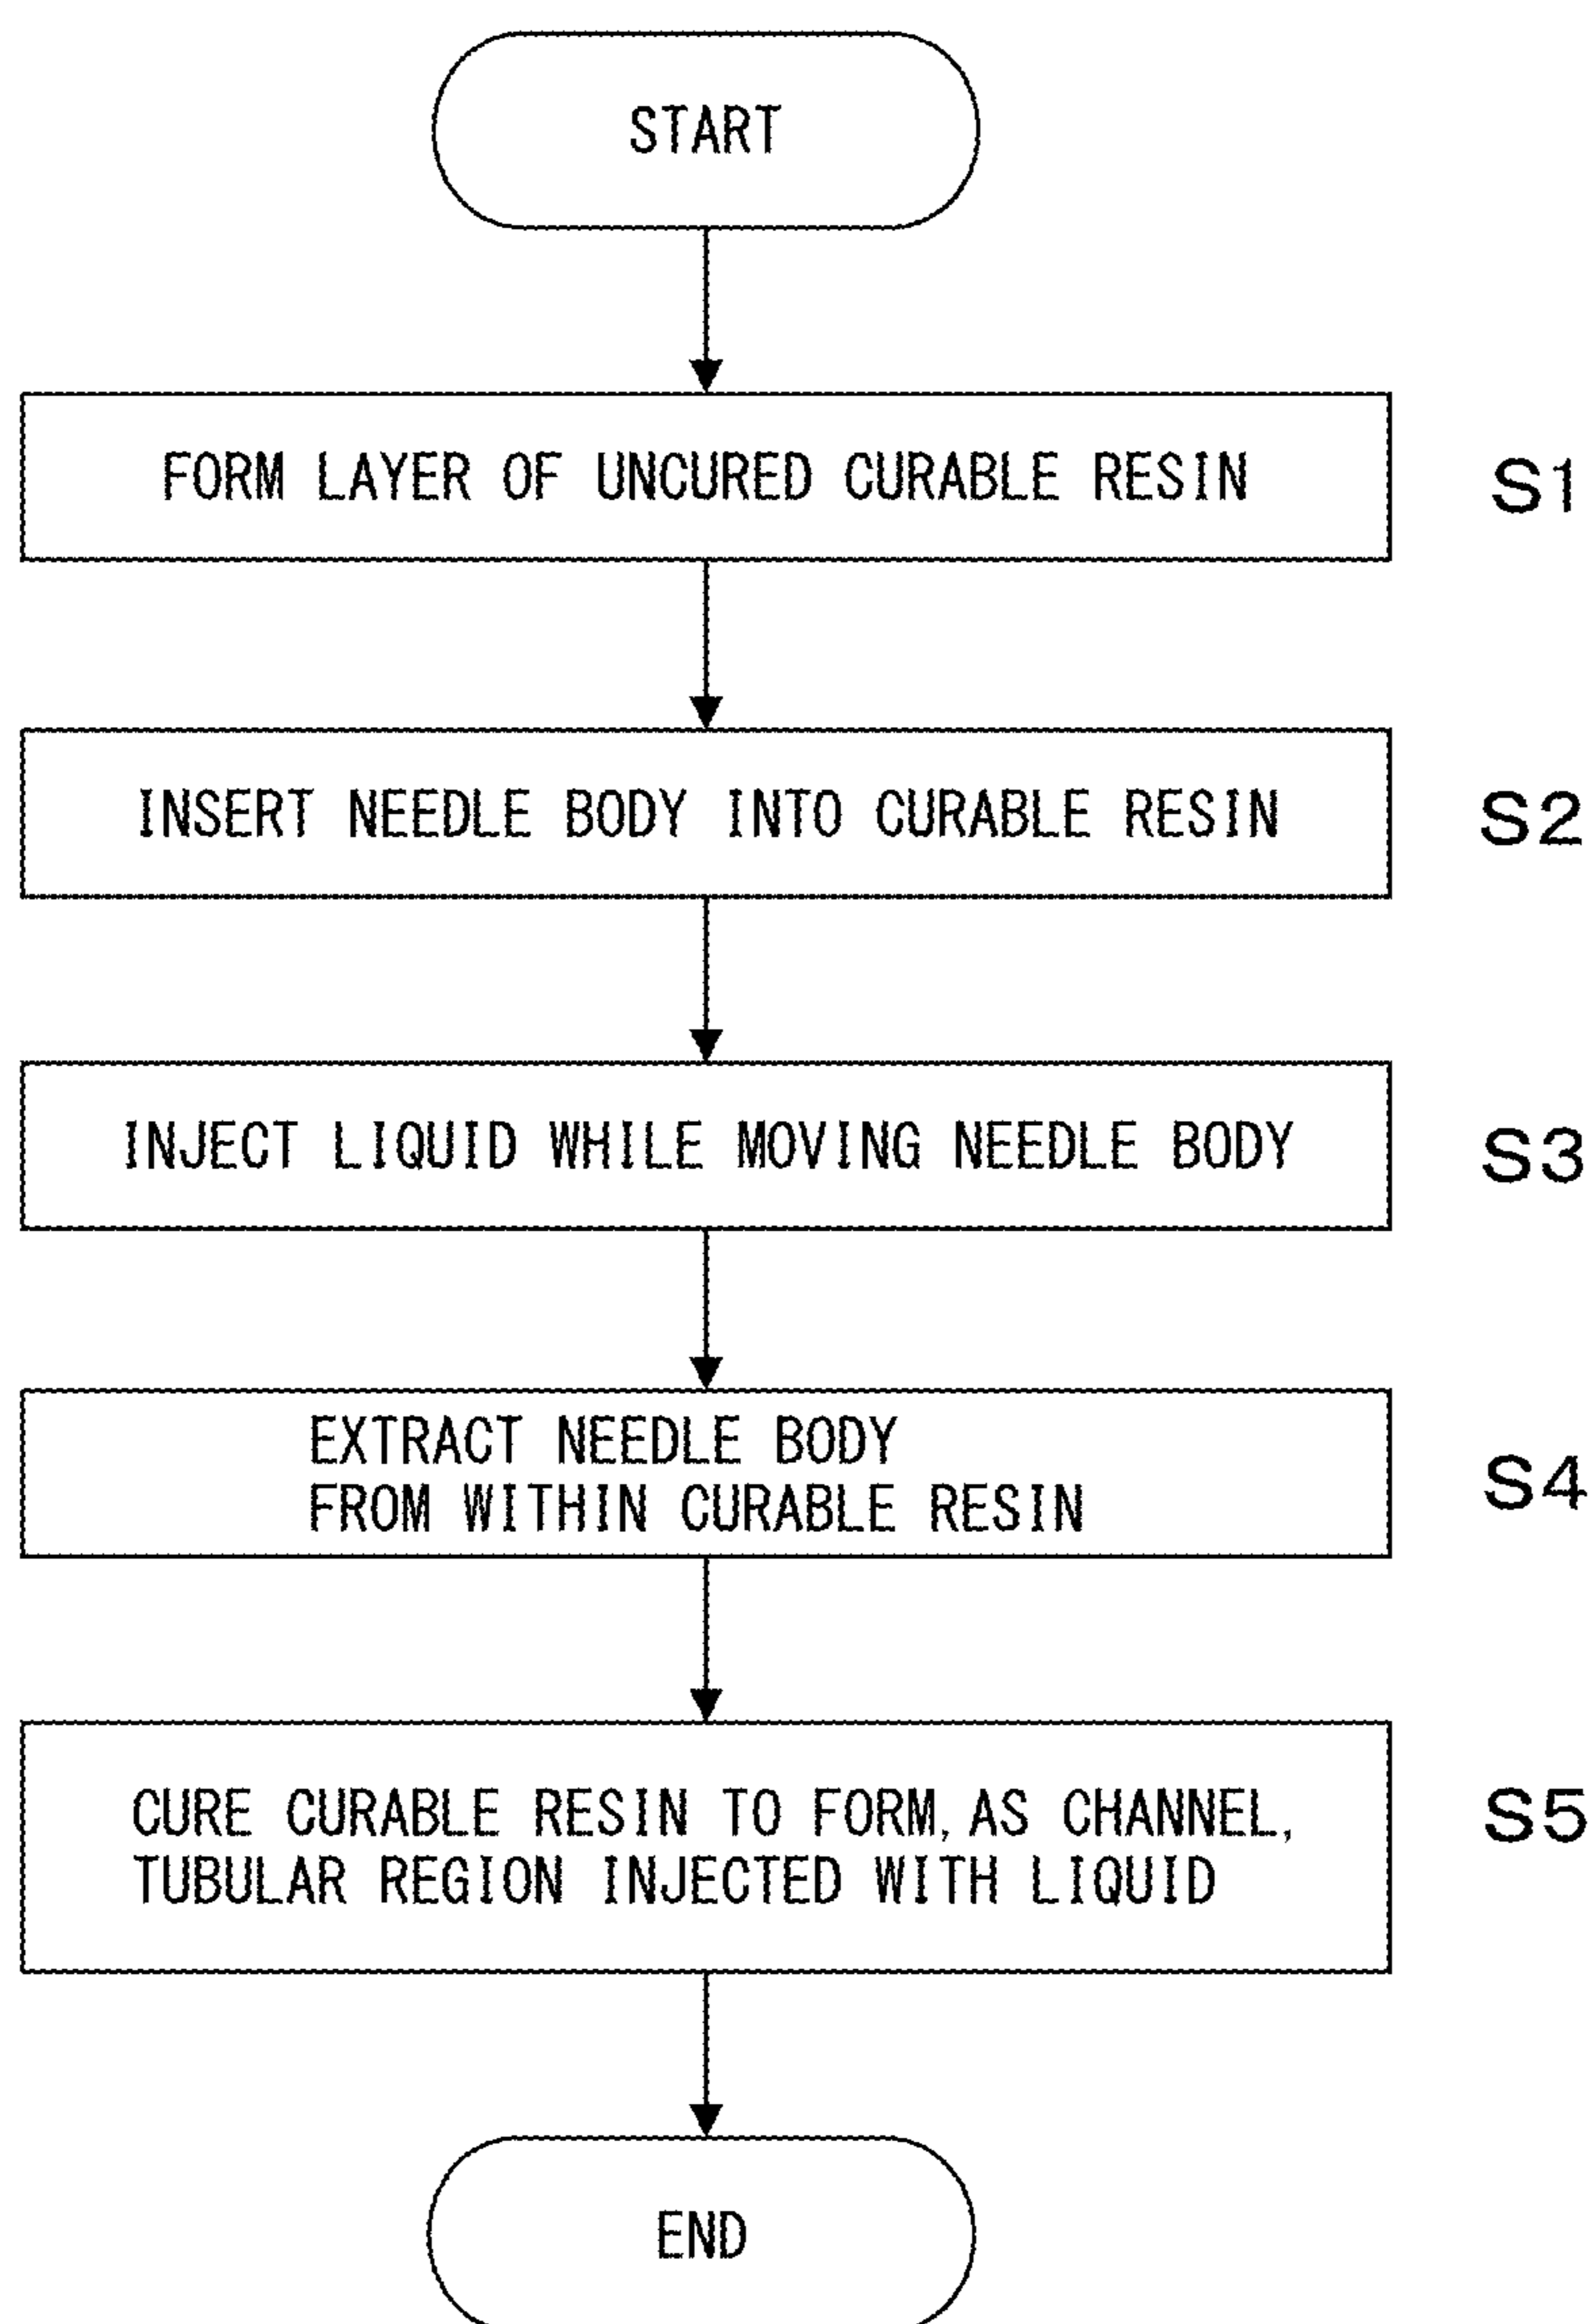 START
FORM LAYER OF UNCURED CURABLE RESIN
S1
INSERT NEEDLE BODY INTO CURABLE RESIN
S2
INJECT LIQUID WHILE MOVING NEEDLE BODY
S3
EXTRACT NEEDLE BODY
FROM WITHIN CURABLE RESIN
S4
CURE CURABLE RESIN TO FORM, AS CHANNEL,
TUBULAR REGION INJECTED WITH LIQUID
S5
END